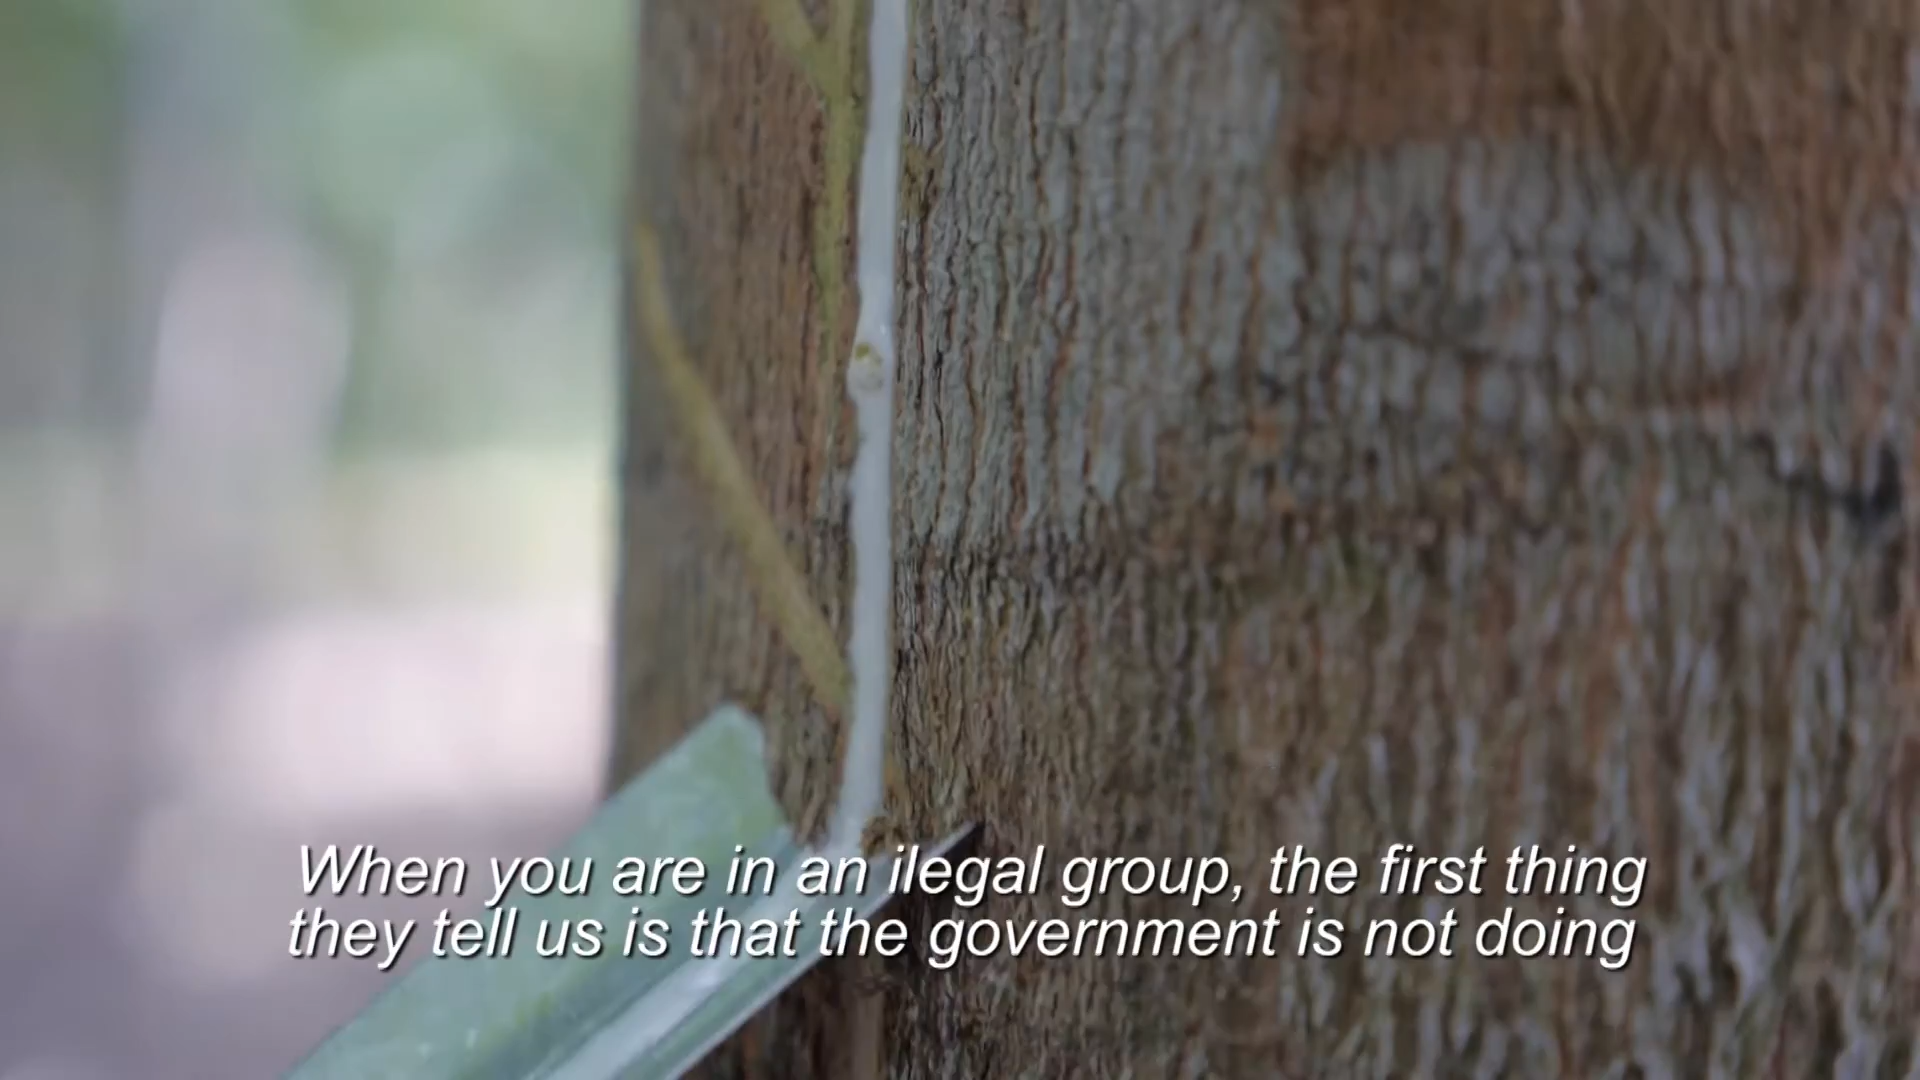 When you are in an ilegal group, the first thing
they tell us is that the government is not doing